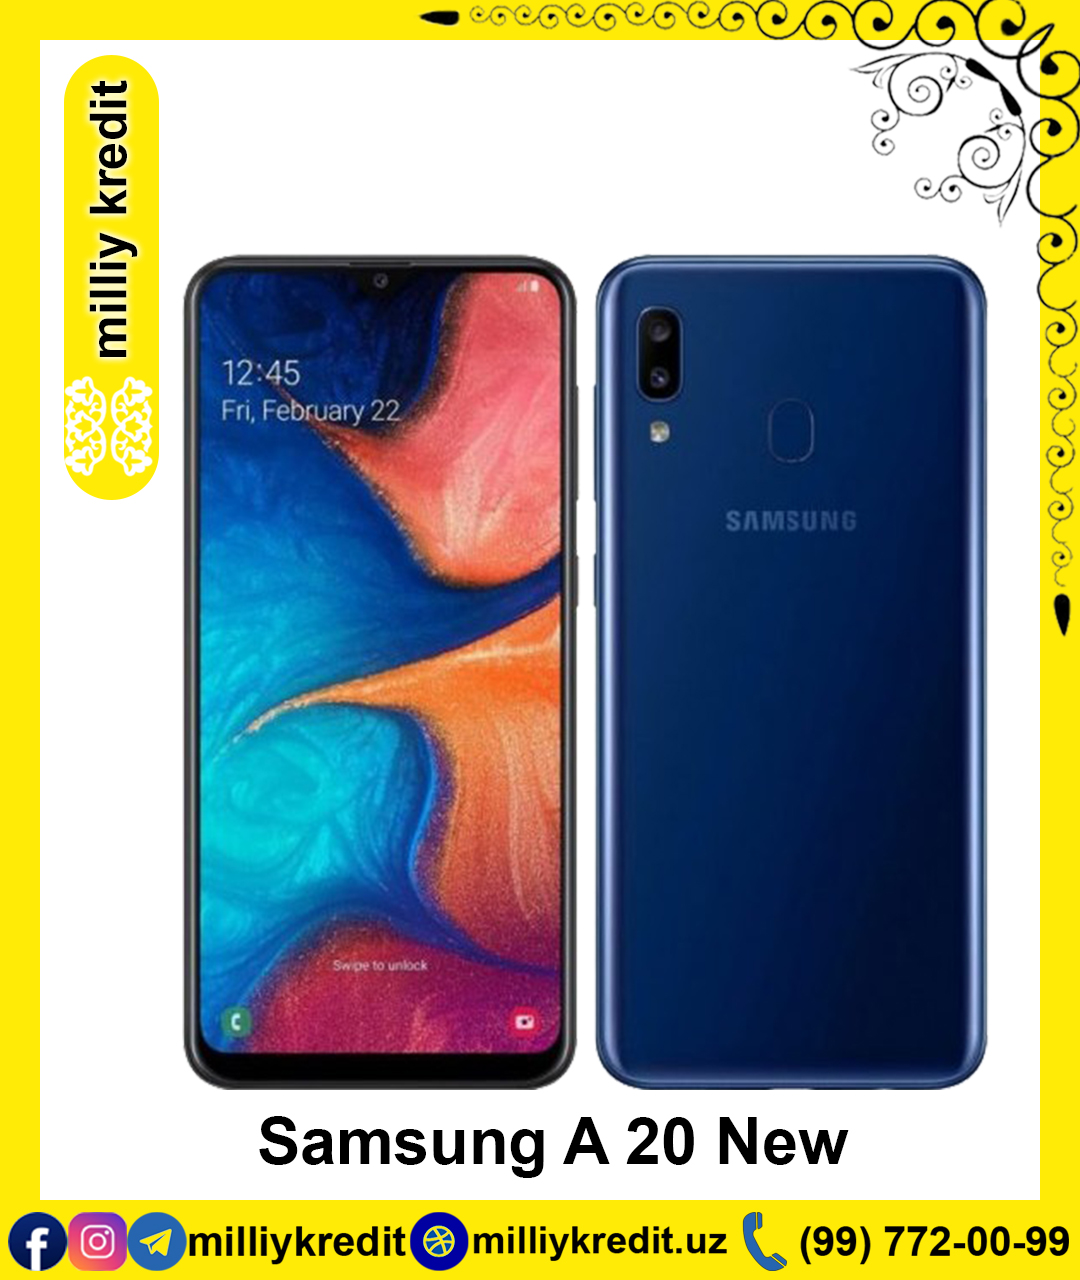 milliy kredit
12:45
Fri, February 22
SAMSUNG
Swipe to unlock
Samsung A 20 New
milliykredit milliykredit.uz (99) 772-00-99